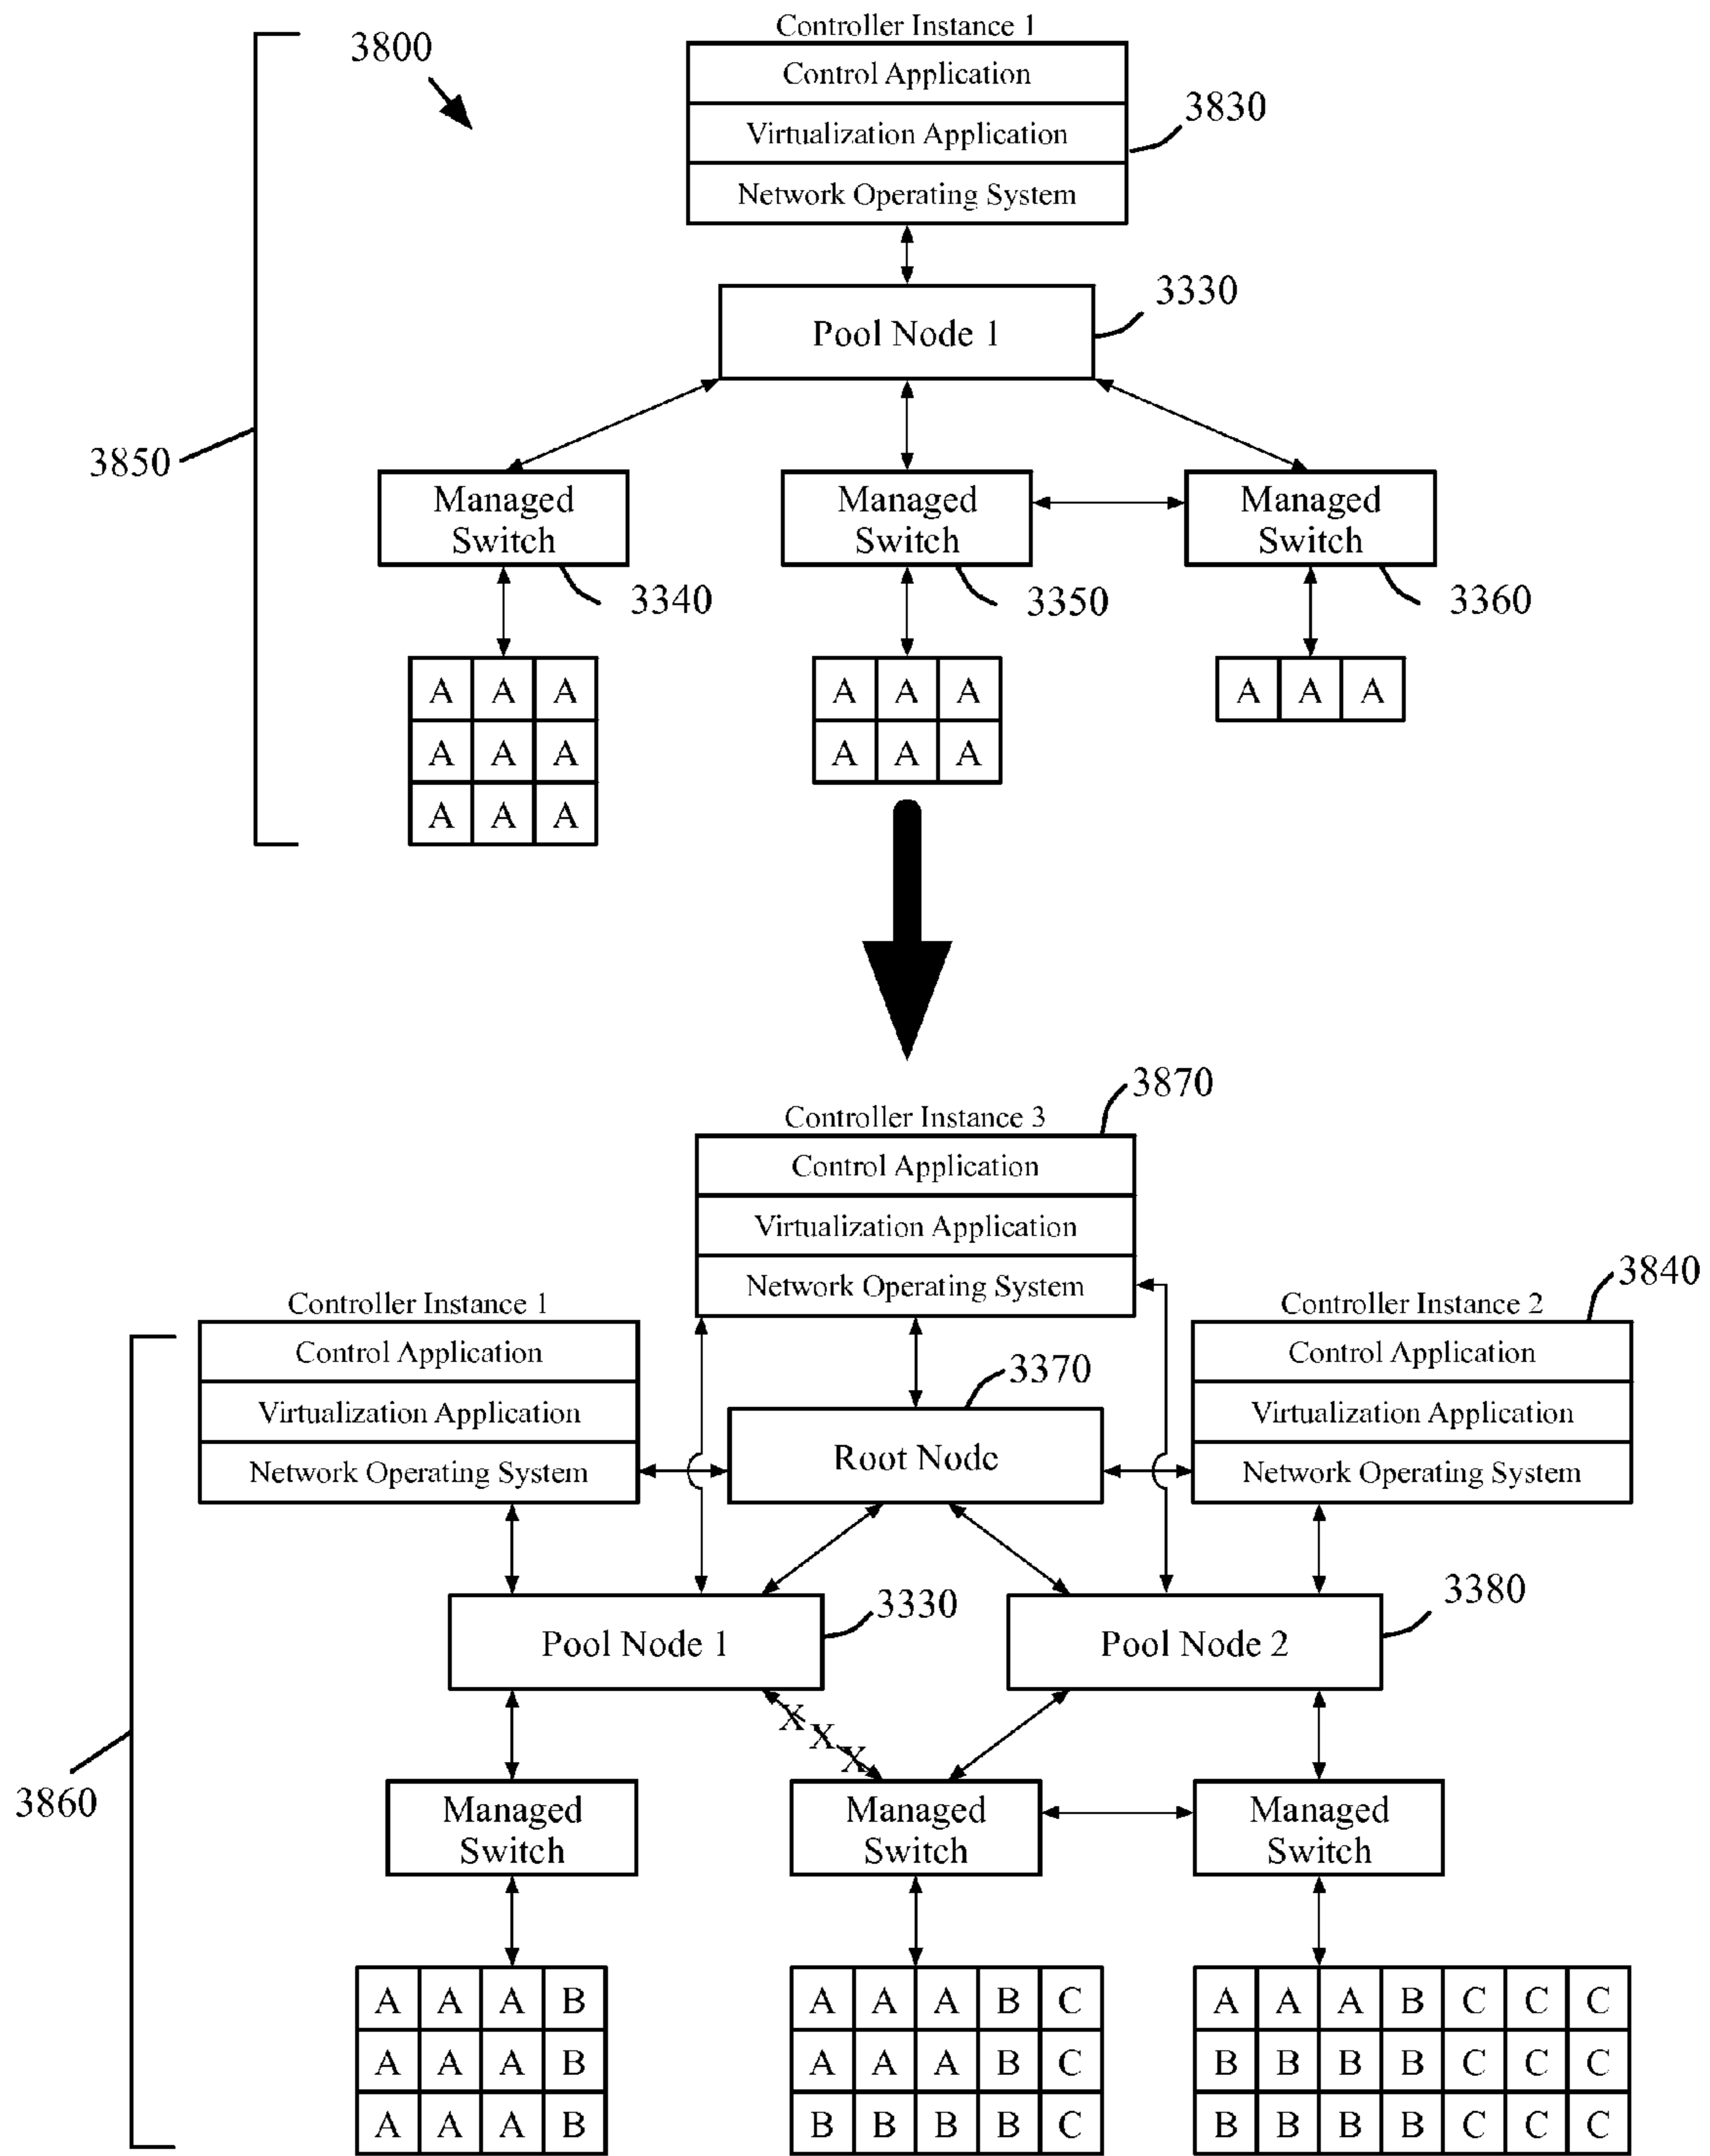 Controller Instance 1
3800
Control Application
3830
Virtualization Application
Network Operating System
3330
Pool Node 1
3850
Managed Switch
Managed Switch
Managed Switch
3340
3350
3360
A A A
A A A
A A A
A A A
A A A
A A A
3870
Controller Instance 3
Control Application
Virtualization Application
Network Operating System
3840
Controller Instance 1
Controller Instance 2
Control Application
Virtualization Application
Network Operating System
3370
Root Node
Control Application
Virtualization Application
Network Operating System
3330
3380
Pool Node 1
Pool Node 2
X
X
X
3860
Managed Switch
Managed Switch
Managed Switch
A A A B
A A A B
A A A B
A A A B C
A A A B C
B B B B C
A A A B C C C
B B B B C C C
B B B B C C C